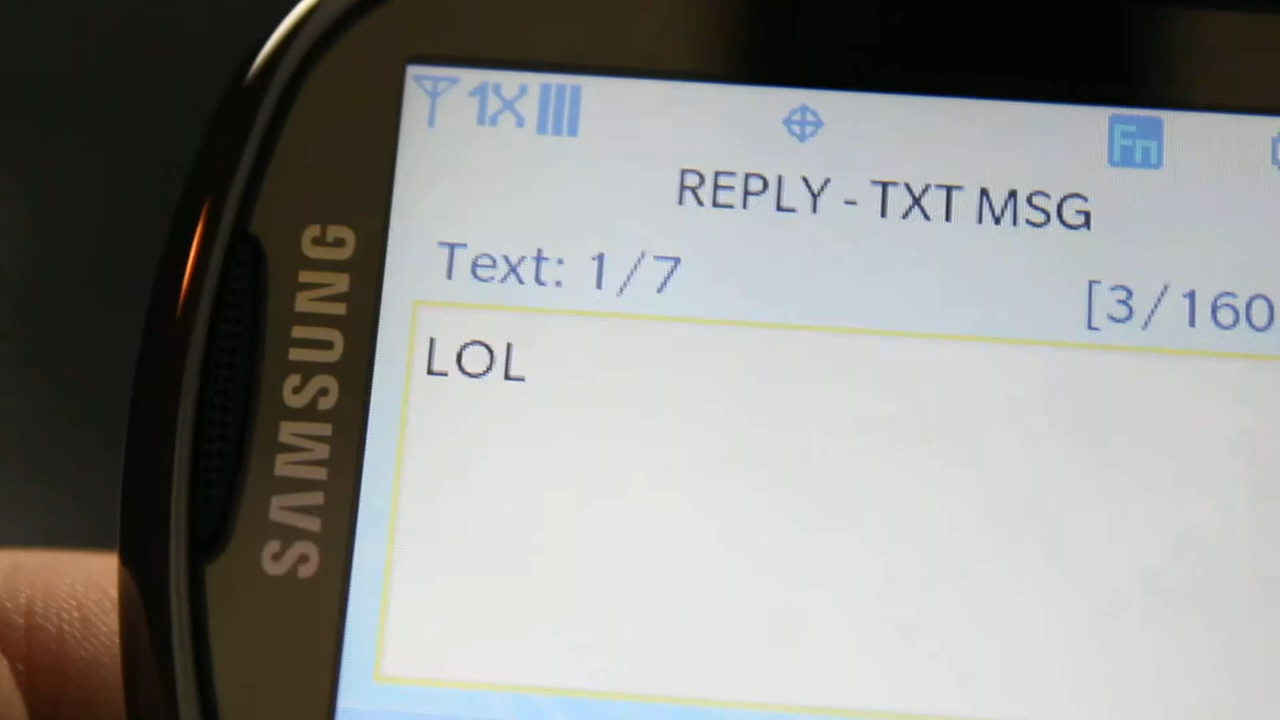 1X
Fn
REPLY - TXT MSG
Text: 1/7
[3/160
LOL
SAMSUNG